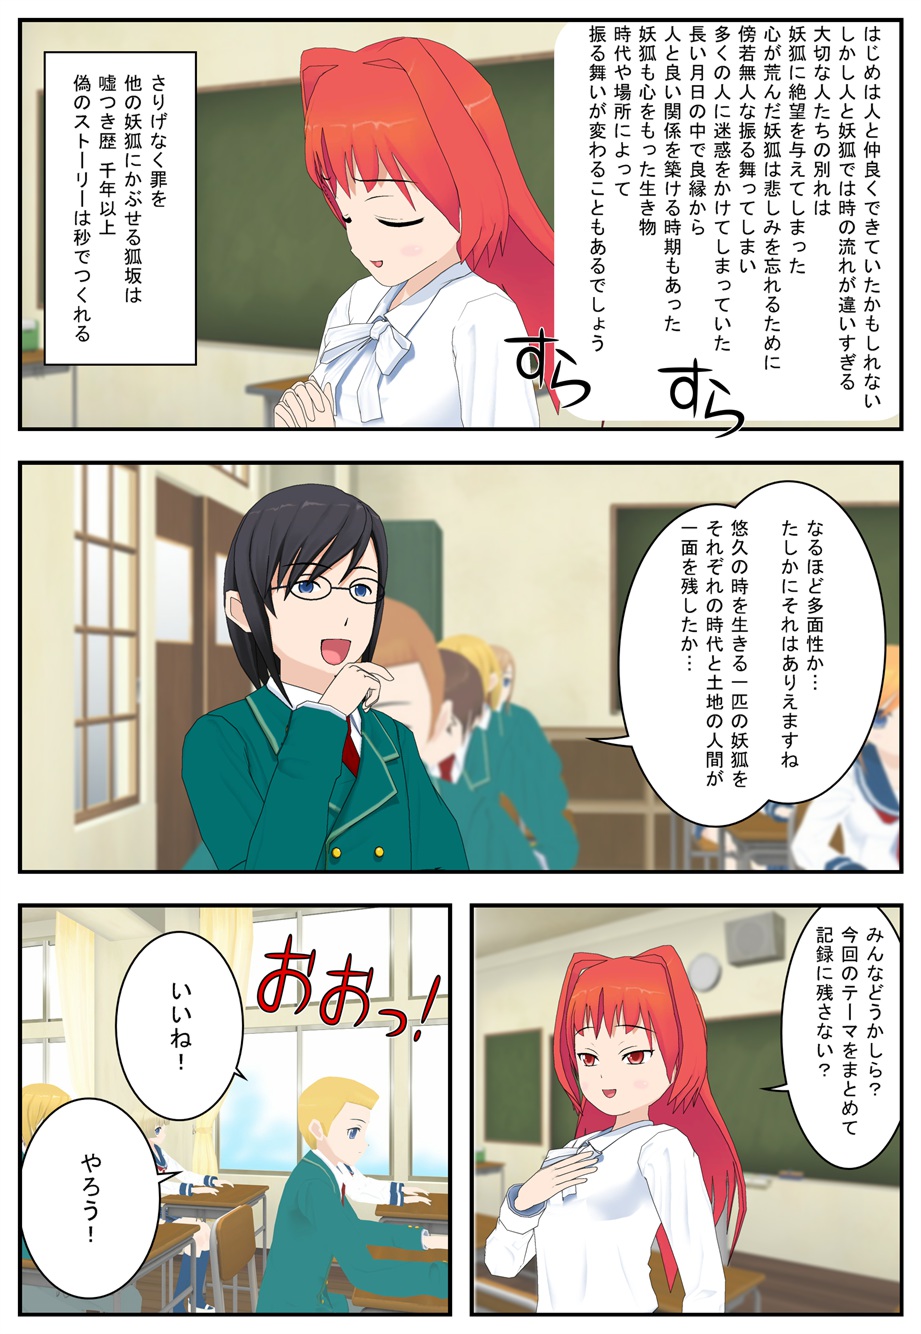 はじめは人と仲良くできていたかもしれない
しかし人と妖狐では時の流れが違いすぎる
大切な人たちの別れは
妖狐に絶望を与えてしまった
心が荒んだ妖狐は悲しみを忘れるために
傍若無人な振る舞ってしまい
多くの人に迷惑をかけてしまっていた
長い月日の中で良縁から
人と良い関係を築ける時期もあった
妖狐も心をもった生き物
時代や場所によって
振る舞いが変わることもあるでしょう
すら
すら
さりげなく罪を
他の妖狐にかぶせる狐坂は
嘘つき歴 千年以上
偽のストーリーは秒でつくれる
なるほど多面性か…
たしかにそれはありえますね
悠久の時を生きる一匹の妖狐を
それぞれの時代と土地の人間が
一面を残したか…
みんなどうかしら?
今回のテーマをまとめて
記録に残さない?
おおっ!
いいね!
やろう!